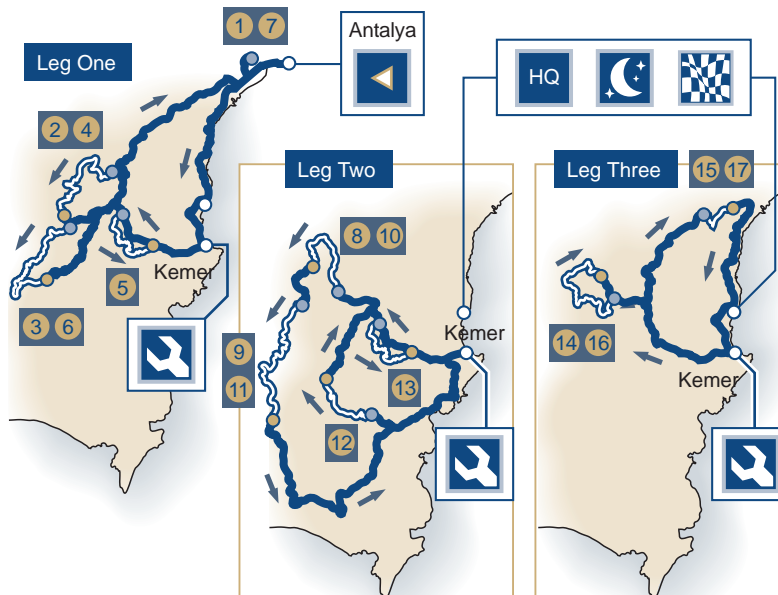 1 7
Antalya
Leg One
HQ
2 4
Leg Two
Leg Three
15 17
8 10
5
Kemer
3 6
Kemer
9
11
13
12
14 16
Kemer